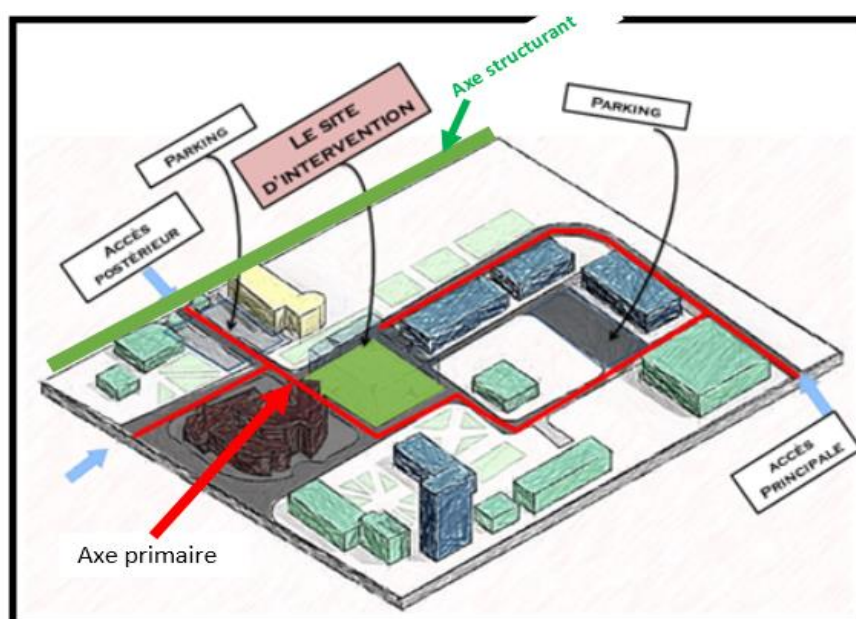 Axe structurant
PARKING
LE SITE
D'INTERVENTION
PARKING
ACCÈS
POSTÉRIEUR
ACCÈS
PRINCIPALE
Axe primaire